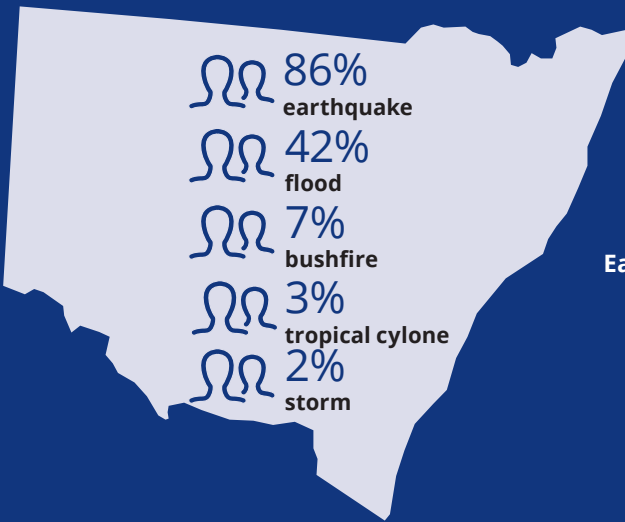 86%
earthquake
42%
flood
7%
bushfire
3%
tropical cylone
2%
storm